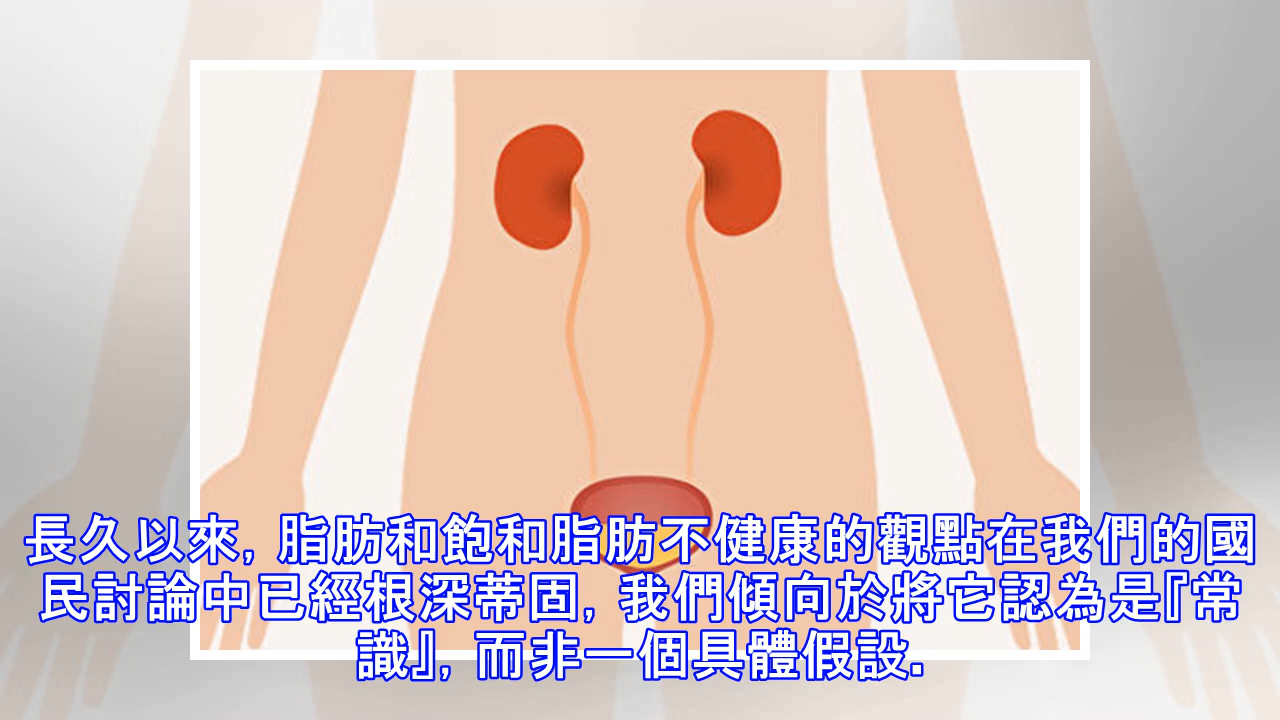 長久以來, 脂肪和飽和脂肪不健康的觀點在我們的國
民討論中已經根深蒂固, 我們傾向於將它認為是『常
識』, 而非一個具體假設.